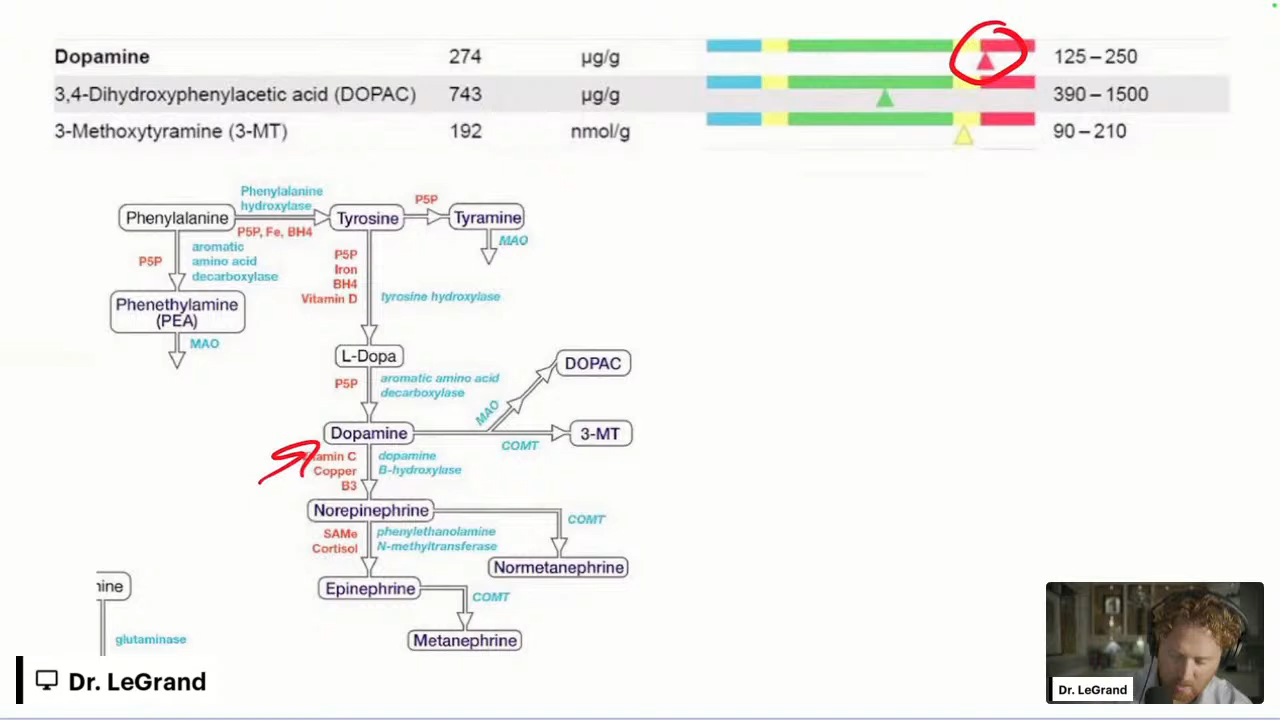 Dopamine 274 µg/g 125 – 250
3,4-Dihydroxyphenylacetic acid (DOPAC) 743 µg/g 390 – 1500
3-Methoxytyramine (3-MT) 192 nmol/g 90 – 210
Phenylalanine
Phenylalanine
hydroxylase
P5P, Fe, BH4
Tyrosine
P5P
Tyramine
MAO
P5P
aromatic
amino acid
decarboxylase
Phenethylamine
(PEA)
MAO
P5P
Iron
BH4
Vitamin D
tyrosine hydroxylase
L-Dopa
P5P
aromatic amino acid
decarboxylase
DOPAC
MAO
Dopamine
COMT
3-MT
C
Copper
B3
dopamine
B-hydroxylase
Norepinephrine
COMT
Normetanephrine
SAMe
Cortisol
phenylethanolamine
N-methyltransferase
Epinephrine
COMT
Metanephrine
glutaminase
Dr. LeGrand
Dr. LeGrand